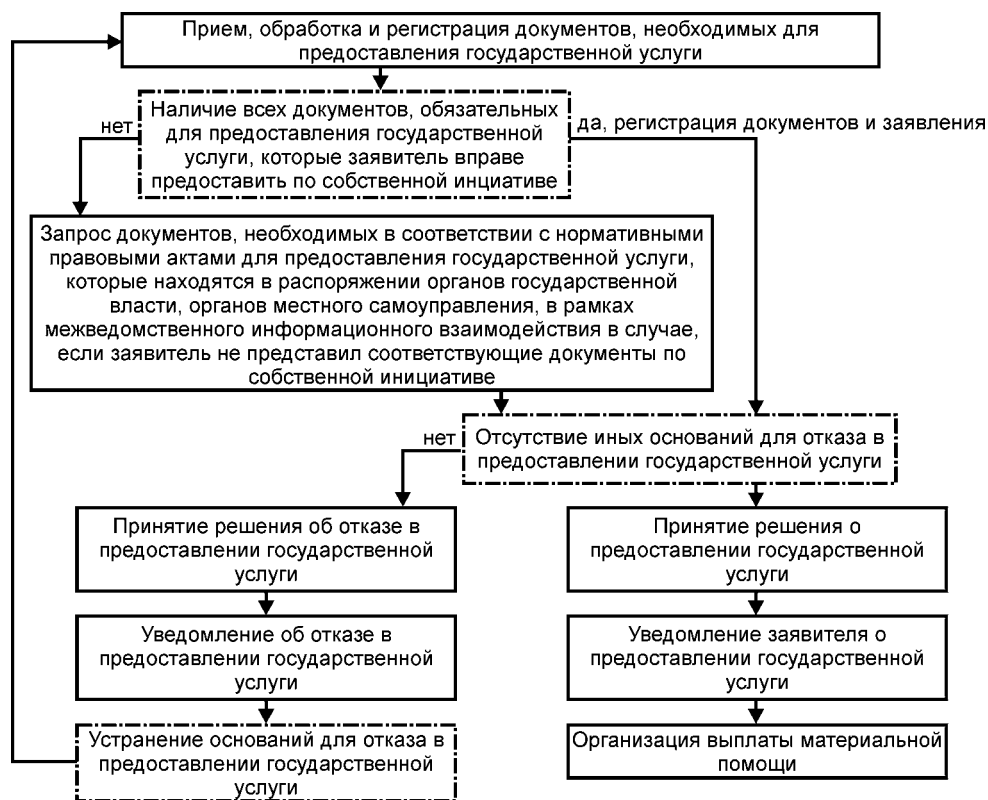 Прием, обработка и регистрация документов, необходимых для
предоставления государственной услуги
Наличие всех документов, обязательных
для предоставления государственной
услуги, которые заявитель вправе
предоставить по собственной инциативе
нет
да, регистрация документов и заявления
Запрос документов, необходимых в соответствии с нормативными
правовыми актами для предоставления государственной услуги,
которые находятся в распоряжении органов государственной
власти, органов местного самоуправления, в рамках
межведомственного информационного взаимодействия в случае,
если заявитель не представил соответствующие документы по
собственной инициативе
нет
Отсутствие иных оснований для отказа в
предоставлении государственной услуги
Принятие решения об отказе в
предоставлении государственной
услуги
Принятие решения о
предоставлении государственной
услуги
Уведомление об отказе в
предоставлении государственной
услуги
Уведомление заявителя о
предоставлении государственной
услуги
Устранение оснований для отказа в
предоставлении государственной
услуги
Организация выплаты материальной
помощи